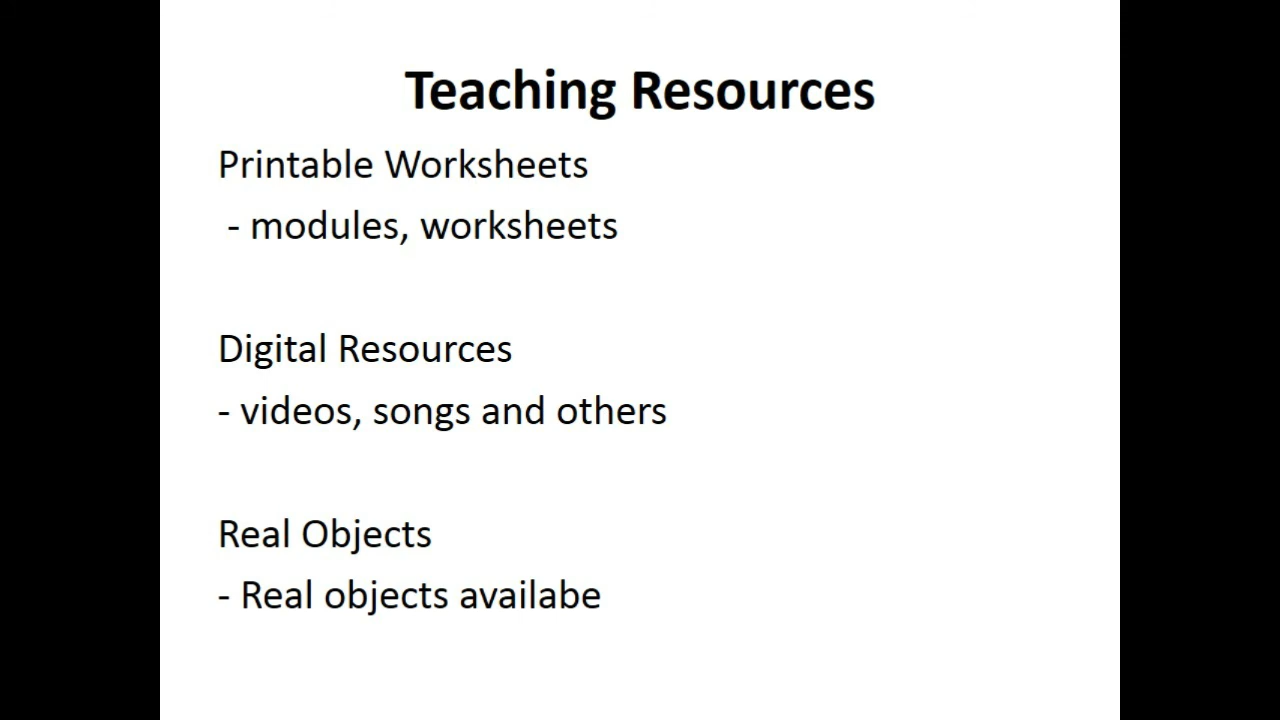 Teaching Resources
Printable Worksheets
- modules, worksheets
Digital Resources
- videos, songs and others
Real Objects
- Real objects availabe